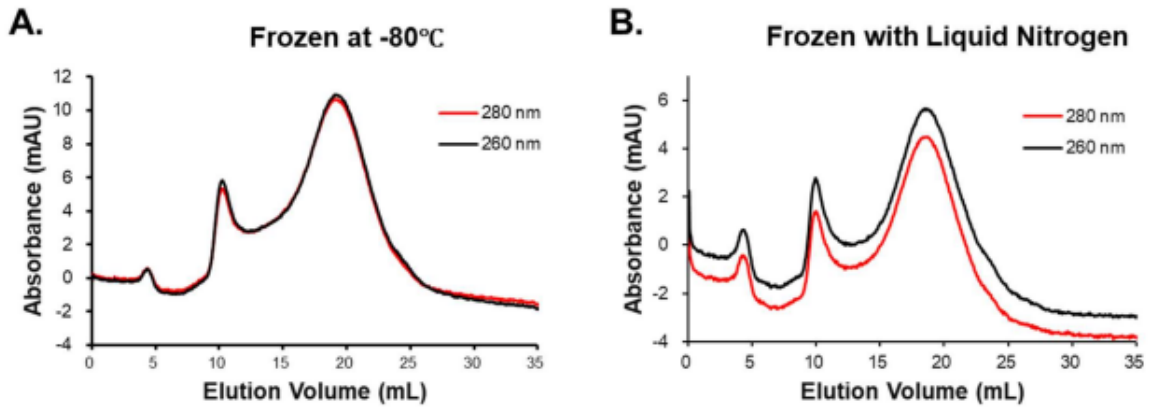 A.
Frozen at -80℃
12
10
8
6
4
2
0
-2
-4
0 5 10 15 20 25 30 35
Absorbance (mAU)
Elution Volume (mL)
280 nm
260 nm
B.
Frozen with Liquid Nitrogen
6
4
2
0
-2
-4
0 5 10 15 20 25 30 35
Absorbance (mAU)
Elution Volume (mL)
280 nm
260 nm